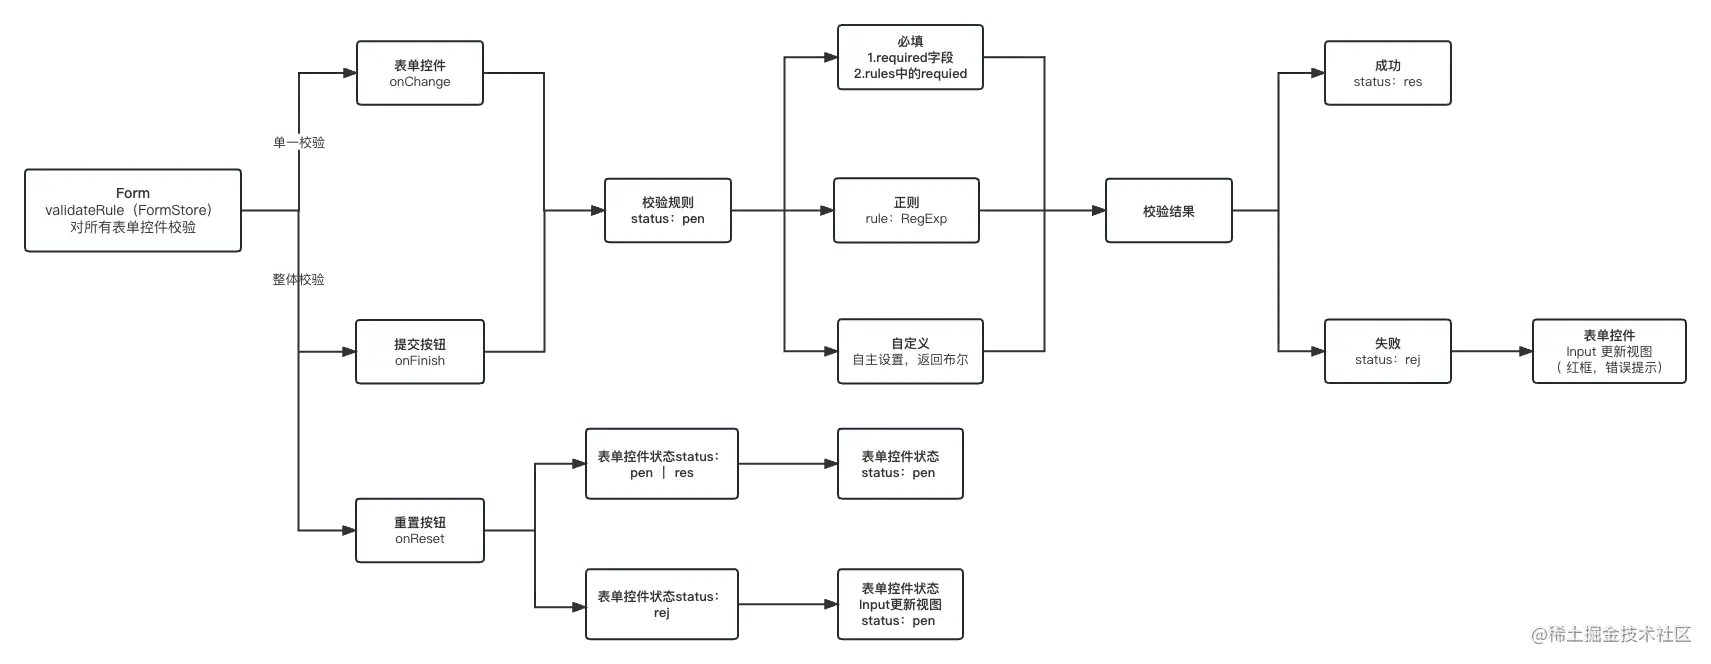 Form
validateRule（FormStore）
对所有表单控件校验
单一校验
整体校验
表单控件
onChange
提交按钮
onFinish
重置按钮
onReset
校验规则
status：pen
必填
1.required字段
2.rules中的requied
正则
rule：RegExp
自定义
自主设置，返回布尔
校验结果
成功
status：res
失败
status：rej
表单控件
Input 更新视图
（ 红框，错误提示）
表单控件状态status：
pen ｜ res
表单控件状态
status：pen
表单控件状态status：
rej
表单控件状态
Input更新视图
status：pen
@稀土掘金技术社区